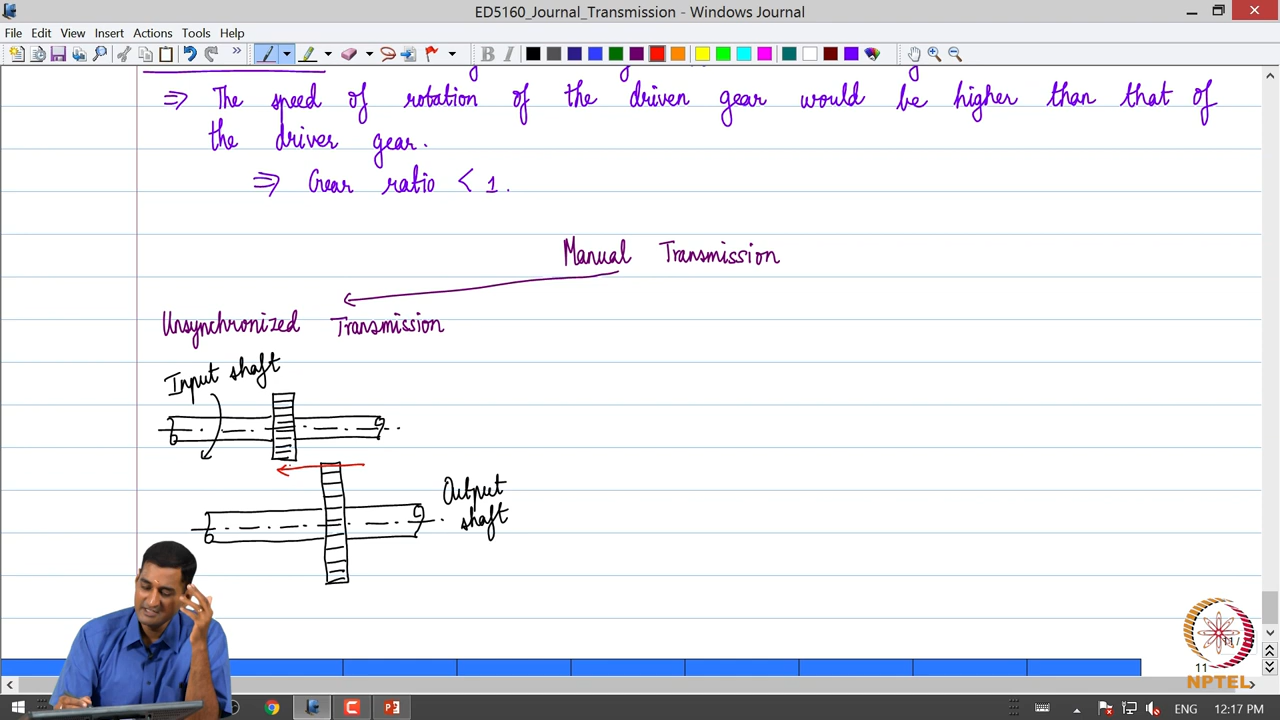 ED5160_Journal_Transmission - Windows Journal
File Edit View Insert Actions Tools Help
⇒ The speed of rotation of the driven gear would be higher than that of
the driver gear.
⇒ Gear ratio < 1.
Manual Transmission
Unsynchronized Transmission
Input shaft
Output
shaft
11
NPTEL
ENG 12:17 PM